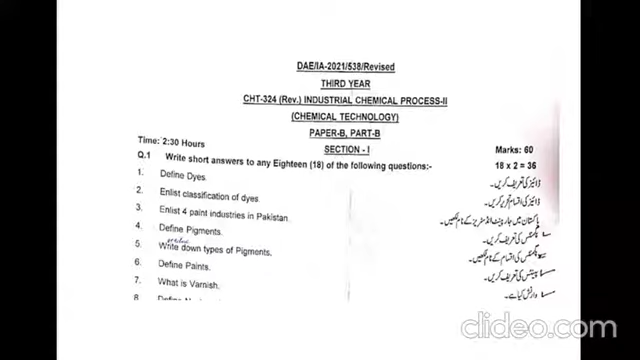 DAE/IA-2021/538/Revised
THIRD YEAR
CHT-324 (Rev.) INDUSTRIAL CHEMICAL PROCESS-II
(CHEMICAL TECHNOLOGY)
PAPER-B, PART-B
Time: 2:30 Hours SECTION - I Marks: 60
Q.1 Write short answers to any Eighteen (18) of the following questions:- 18 x 2 = 36
1. Define Dyes. ڈائیز کی تعریف کریں۔
2. Enlist classification of dyes. ڈائیز کی اقسام تحریر کریں۔
3. Enlist 4 paint industries in Pakistan. پاکستان میں چار پینٹ انڈسٹریز کے نام لکھیں۔
4. Define Pigments. پگمنٹس کی تعریف کریں۔
5. Write down types of Pigments. پگمنٹس کی اقسام کے نام لکھیں۔
6. Define Paints. پینٹس کی تعریف کریں۔
7. What is Varnish. وارنش کیا ہے۔
8
clideo.com